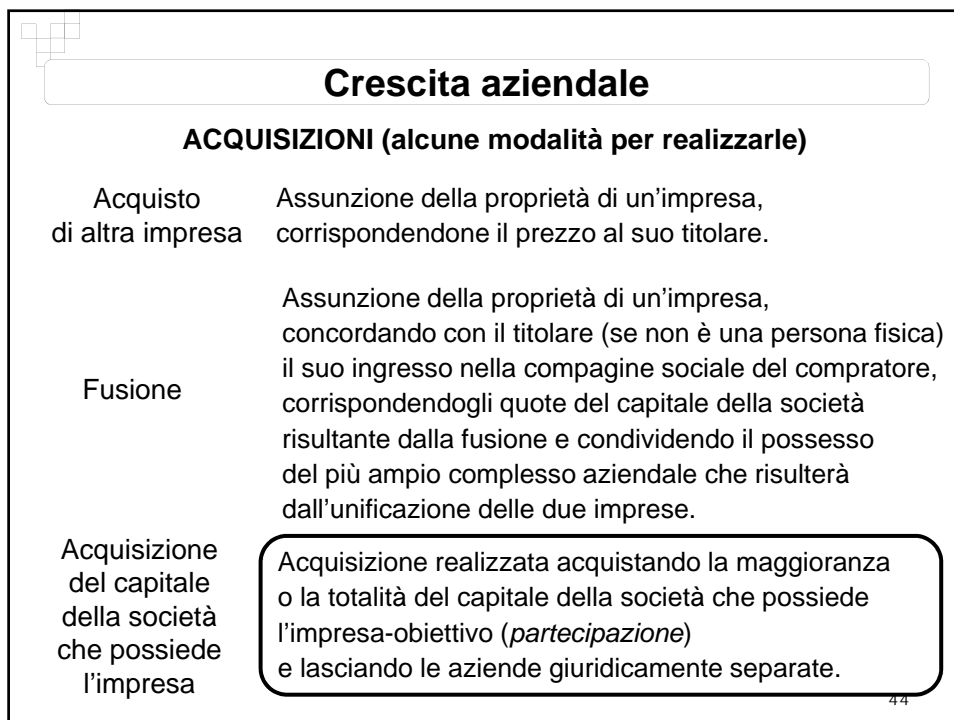 Crescita aziendale
ACQUISIZIONI (alcune modalità per realizzarle)
Acquisto
di altra impresa
Assunzione della proprietà di un’impresa,
corrispondendone il prezzo al suo titolare.
Fusione
Assunzione della proprietà di un’impresa,
concordando con il titolare (se non è una persona fisica)
il suo ingresso nella compagine sociale del compratore,
corrispondendogli quote del capitale della società
risultante dalla fusione e condividendo il possesso
del più ampio complesso aziendale che risulterà
dall’unificazione delle due imprese.
Acquisizione
del capitale
della società
che possiede
l’impresa
Acquisizione realizzata acquistando la maggioranza
o la totalità del capitale della società che possiede
l’impresa-obiettivo (partecipazione)
e lasciando le aziende giuridicamente separate.
44